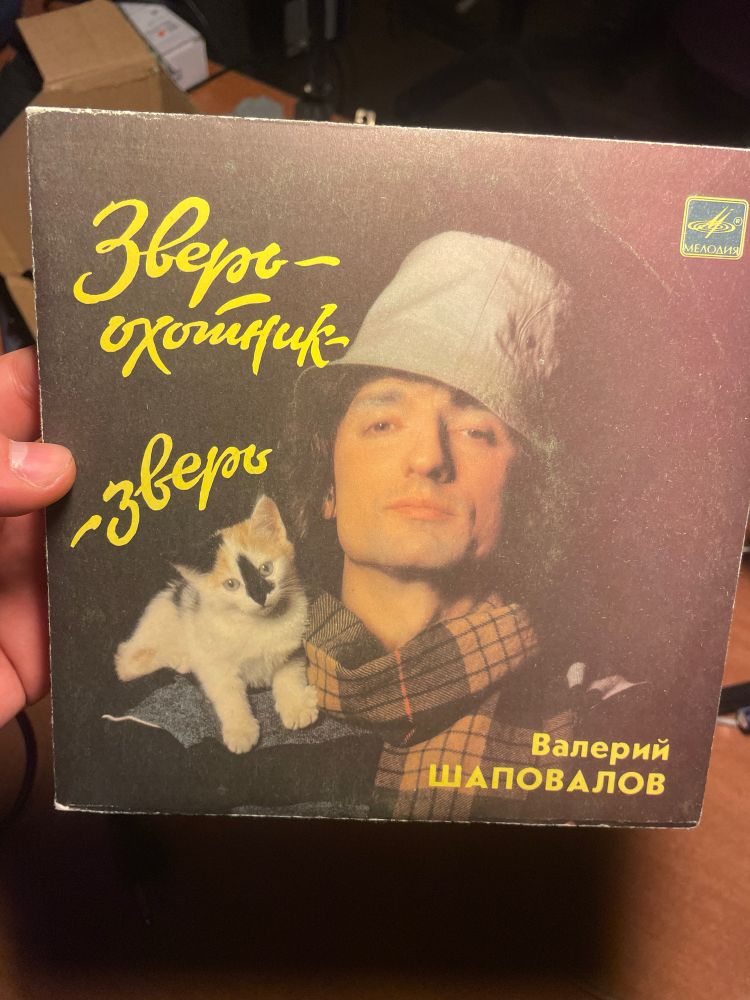 Зверь-
охотник-
-зверь
МЕЛОДИЯ
Валерий
ШАПОВАЛОВ